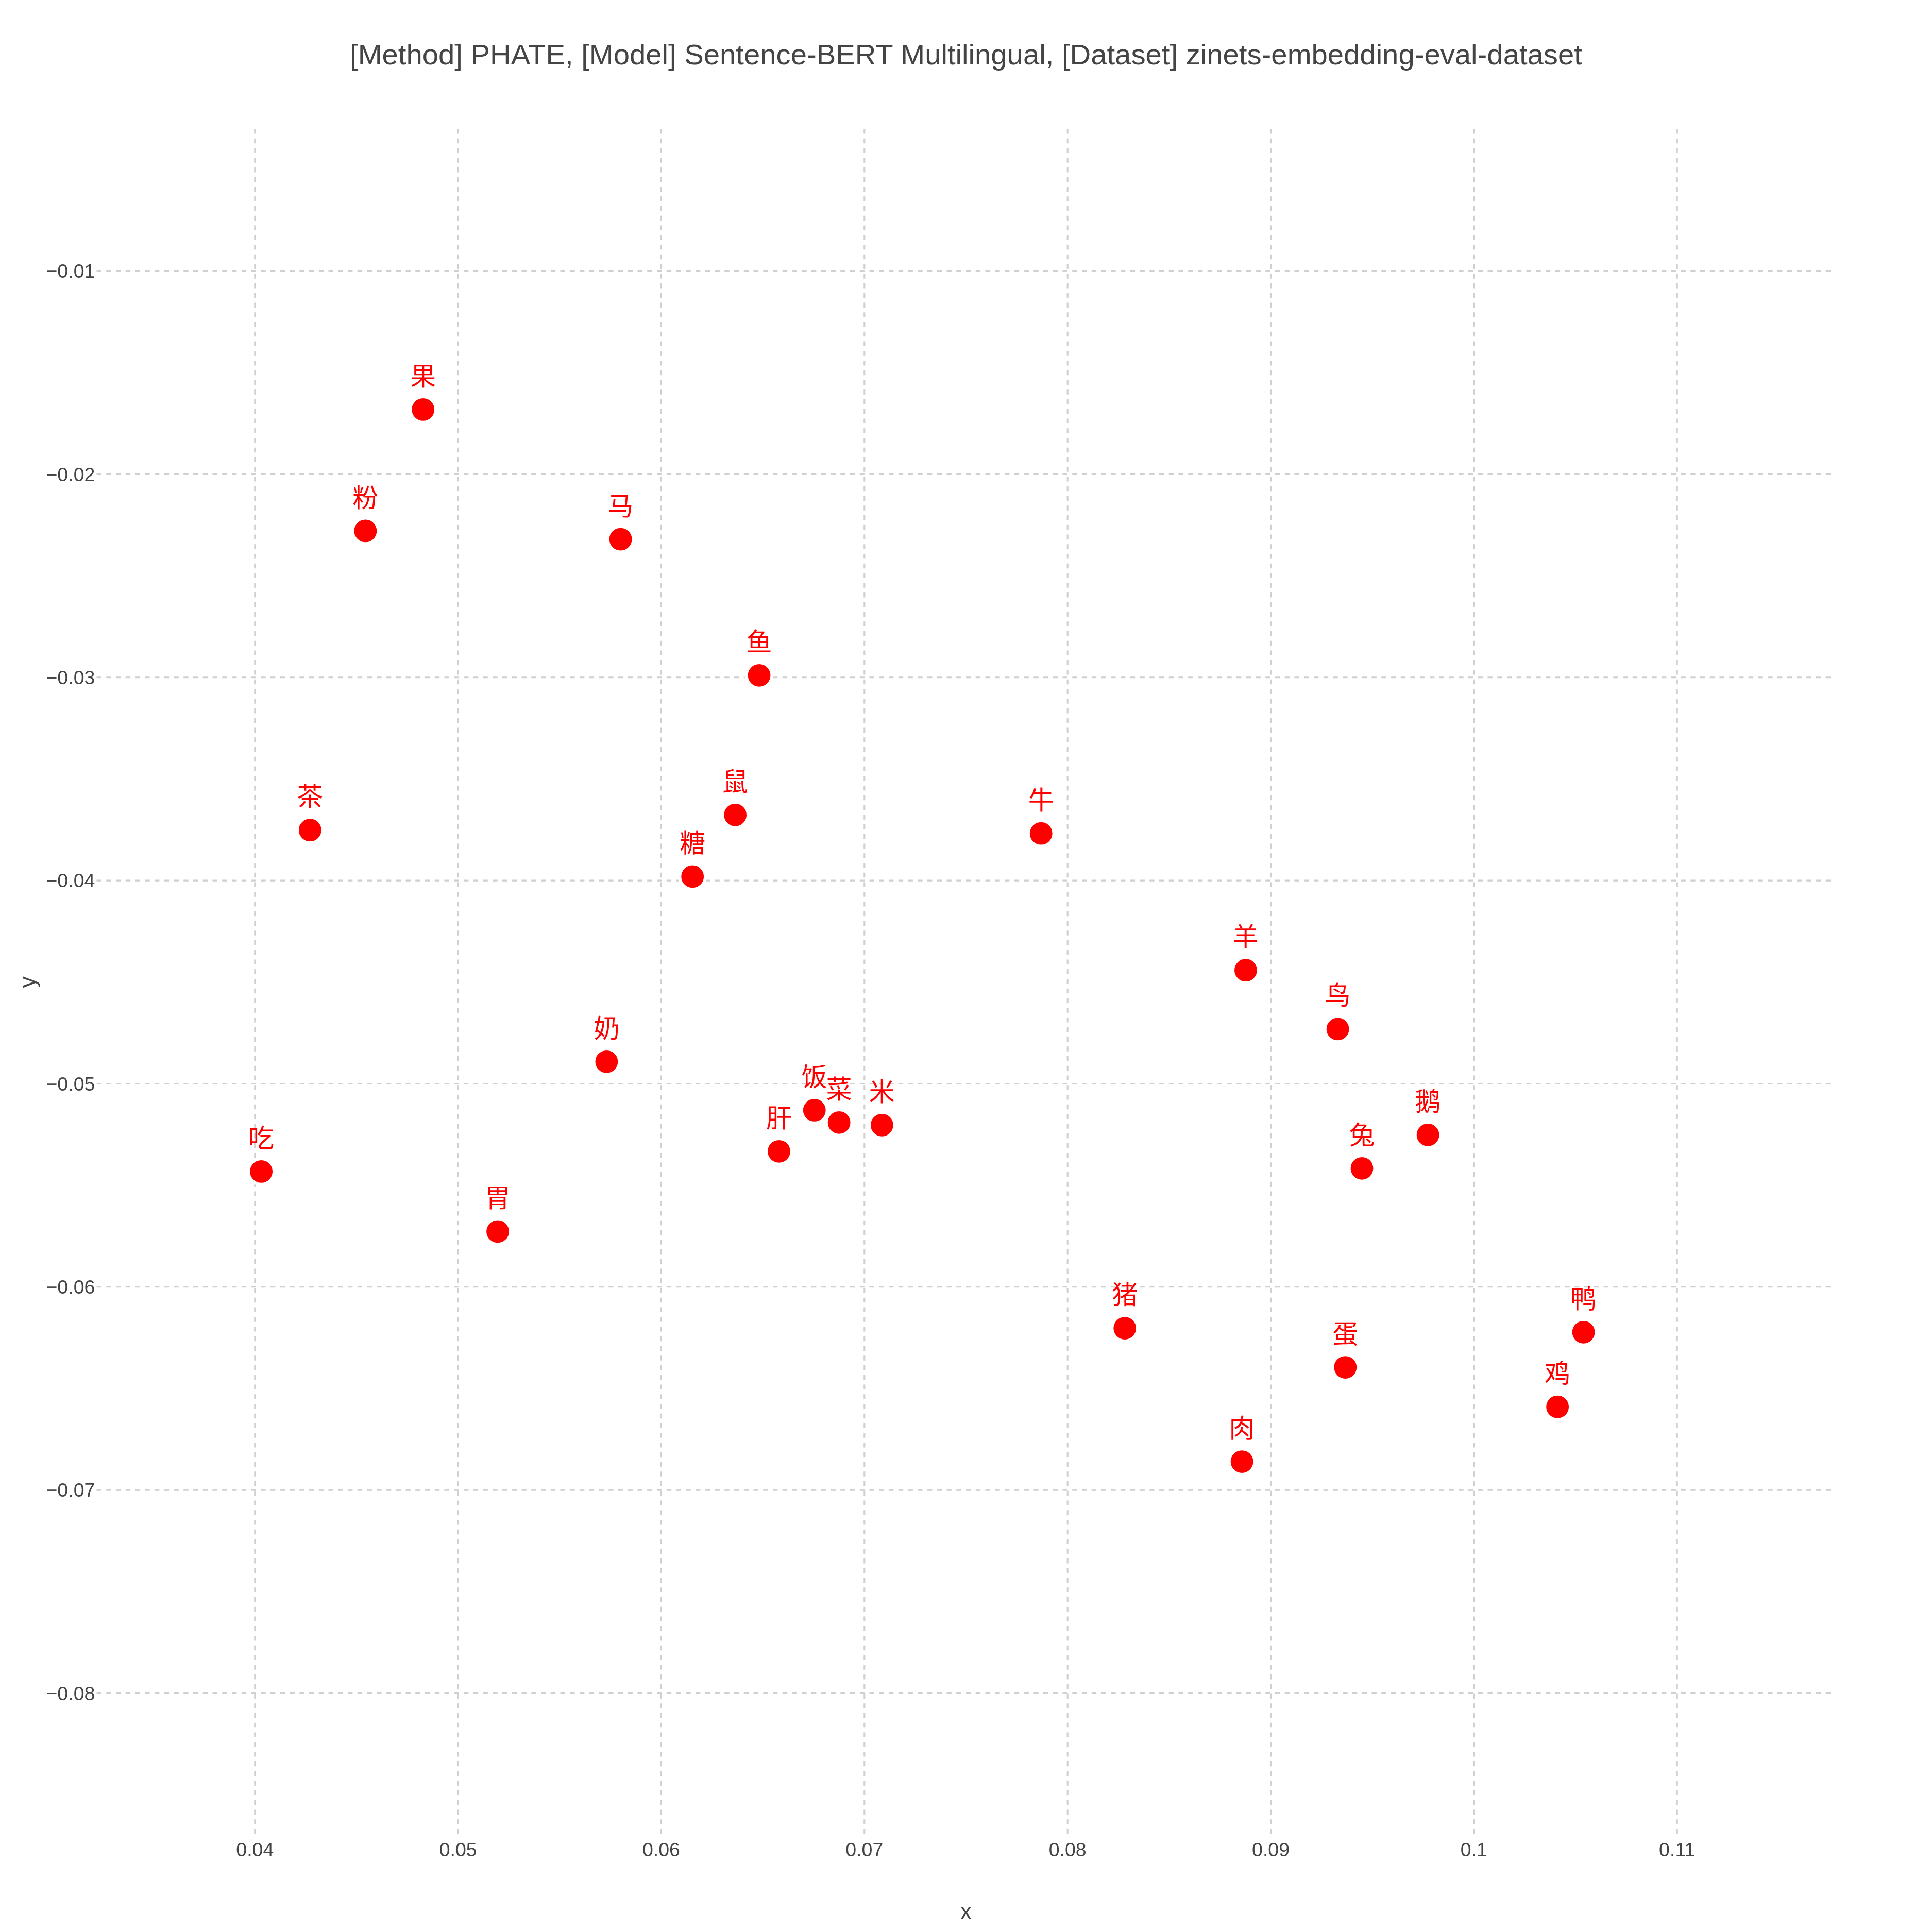 [Method] PHATE, [Model] Sentence-BERT Multilingual, [Dataset] zinets-embedding-eval-dataset
−0.01
果
−0.02
粉
马
鱼
−0.03
鼠
茶
牛
糖
−0.04
羊
鸟
奶
饭
菜
米
−0.05
鹅
肝
兔
吃
胃
−0.06
猪
鸭
蛋
鸡
肉
−0.07
−0.08
y
0.04 0.05 0.06 0.07 0.08 0.09 0.1 0.11
x